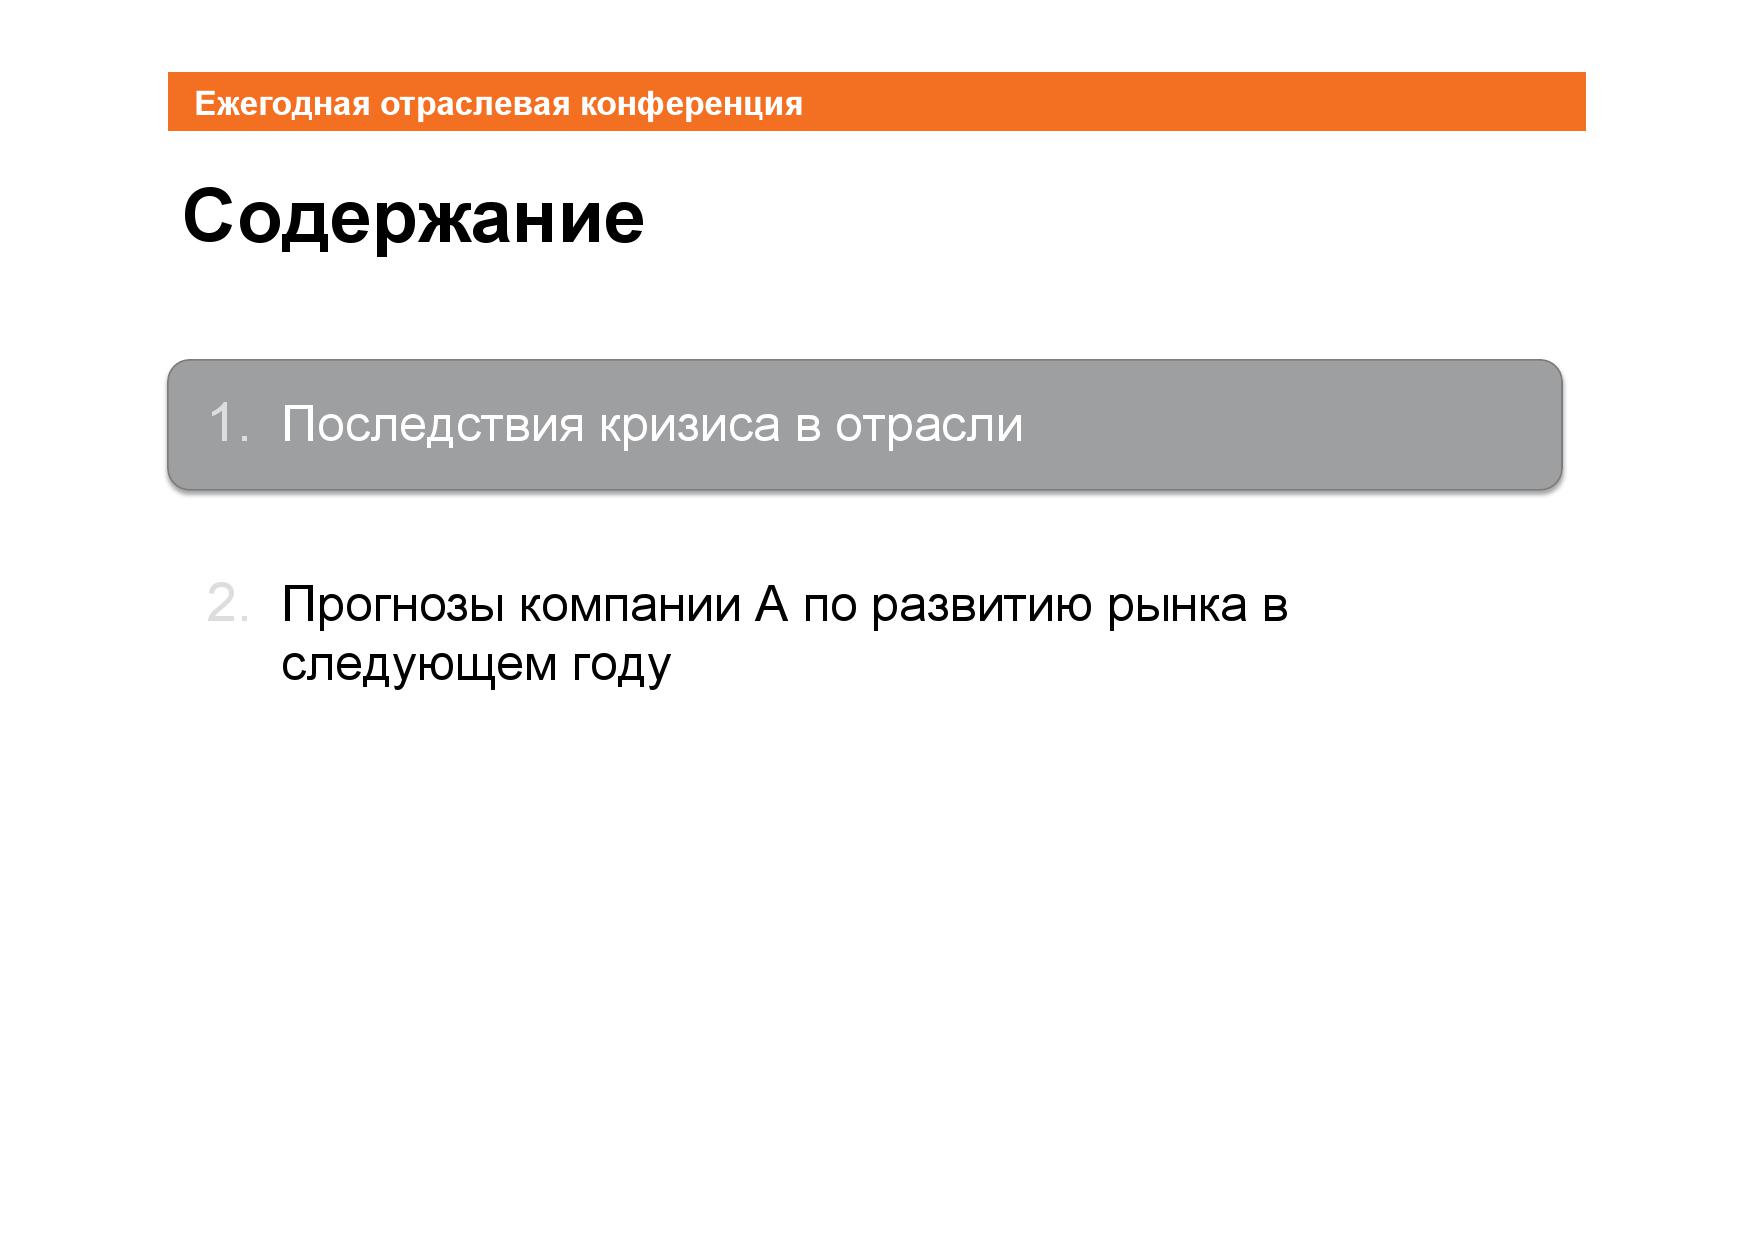 Ежегодная отраслевая конференция
Содержание
1. Последствия кризиса в отрасли
2. Прогнозы компании А по развитию рынка в
следующем году